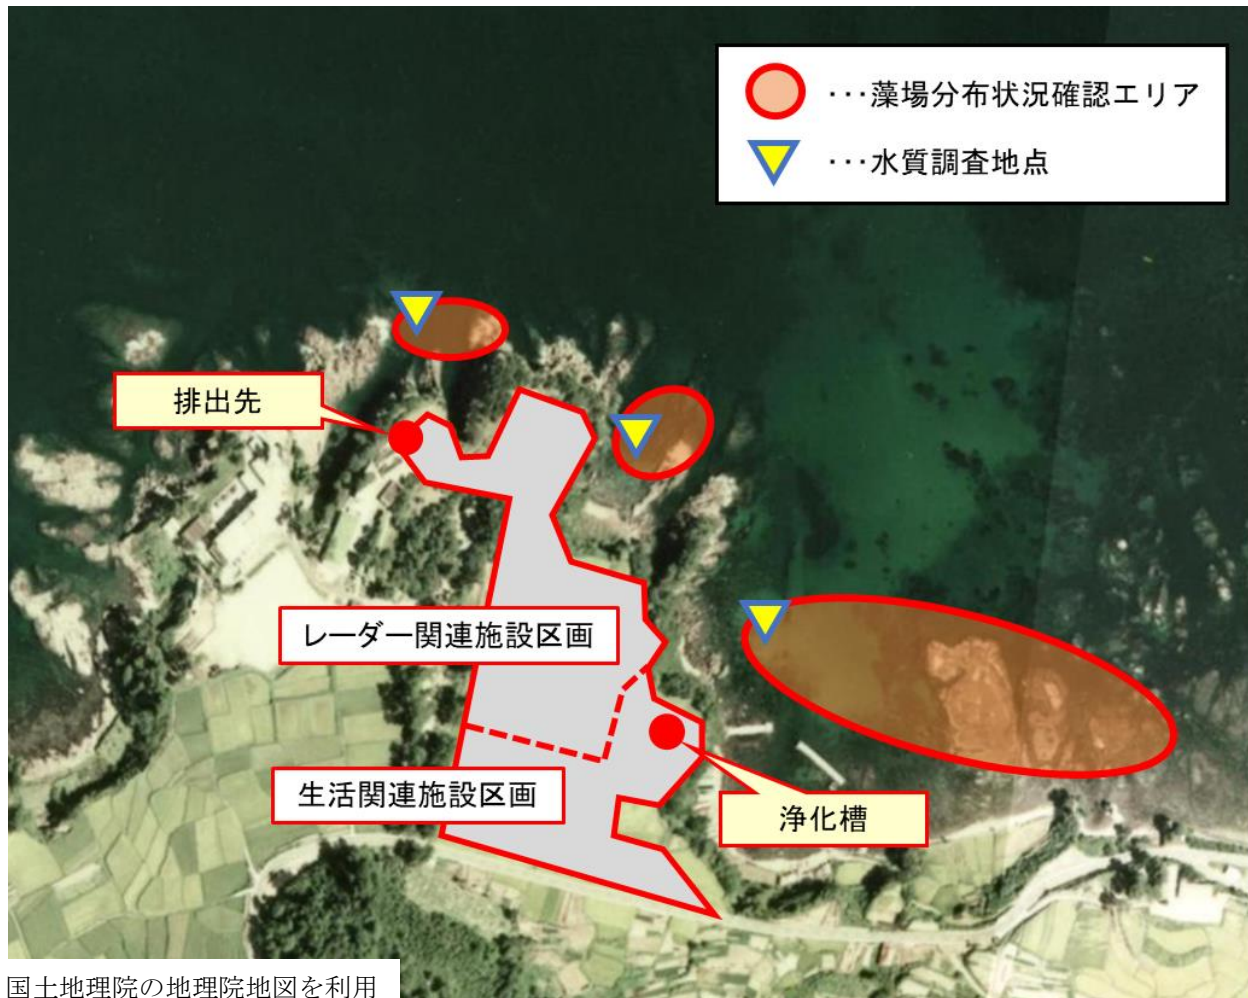 ･･･藻場分布状況確認エリア
･･･水質調査地点
排出先
レーダー関連施設区画
生活関連施設区画
浄化槽
国土地理院の地理院地図を利用